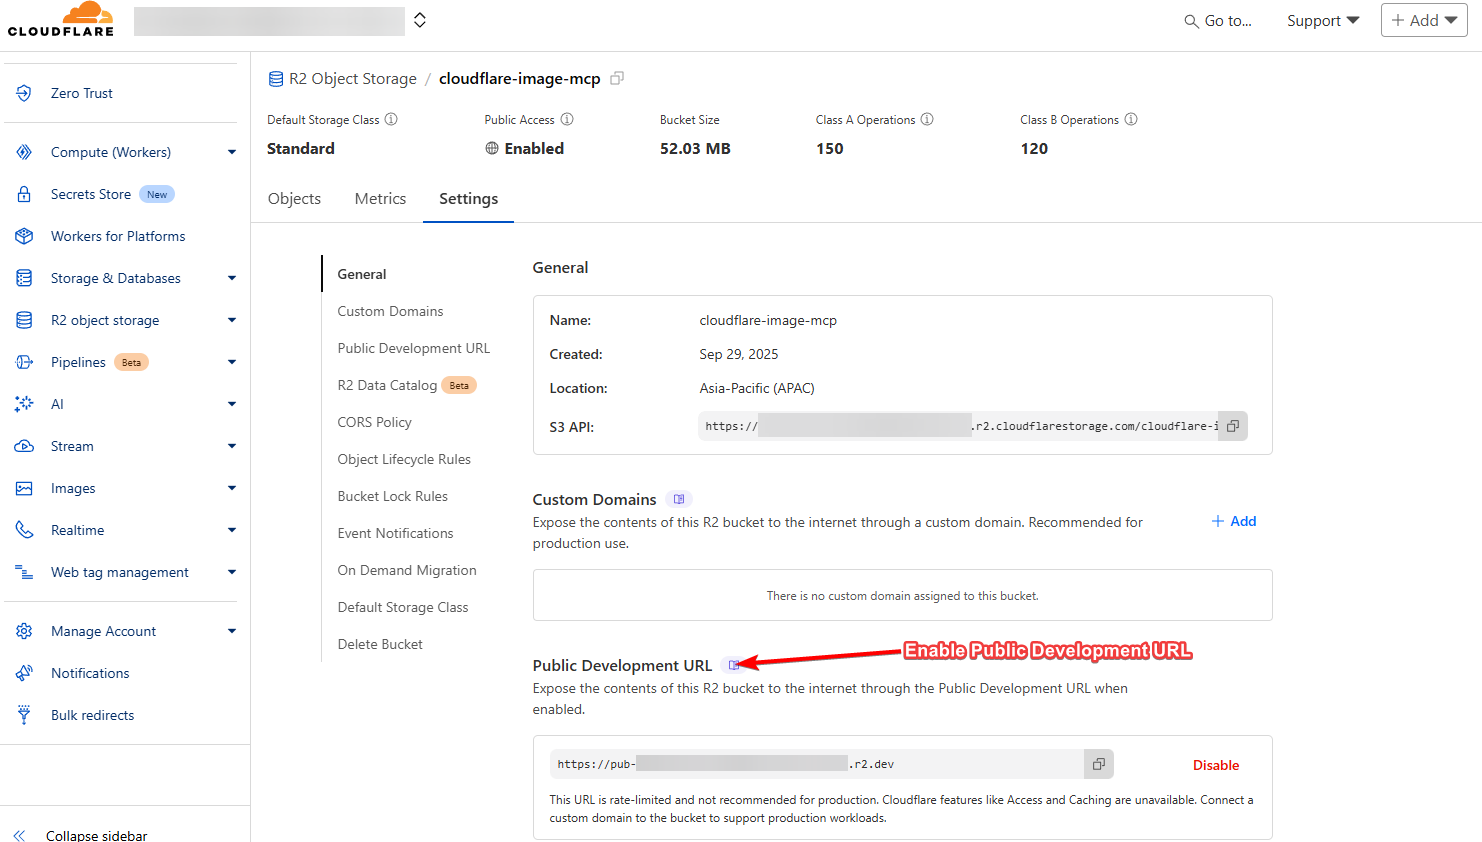 CLOUDFLARE
Go to...
Support
Add
Zero Trust
Compute (Workers)
Secrets Store New
Workers for Platforms
Storage & Databases
R2 object storage
Pipelines Beta
AI
Stream
Images
Realtime
Web tag management
Manage Account
Notifications
Bulk redirects
Collapse sidebar
R2 Object Storage / cloudflare-image-mcp
Default Storage Class
Standard
Public Access
Enabled
Bucket Size
52.03 MB
Class A Operations
150
Class B Operations
120
Objects
Metrics
Settings
General
Custom Domains
Public Development URL
R2 Data Catalog Beta
CORS Policy
Object Lifecycle Rules
Bucket Lock Rules
Event Notifications
On Demand Migration
Default Storage Class
Delete Bucket
General
Name: cloudflare-image-mcp
Created: Sep 29, 2025
Location: Asia-Pacific (APAC)
S3 API: https:// .r2.cloudflarestorage.com/cloudflare-i
Custom Domains
Expose the contents of this R2 bucket to the internet through a custom domain. Recommended for
production use.
Add
There is no custom domain assigned to this bucket.
Public Development URL
Enable Public Development URL
Expose the contents of this R2 bucket to the internet through the Public Development URL when
enabled.
https://pub- .r2.dev
Disable
This URL is rate-limited and not recommended for production. Cloudflare features like Access and Caching are unavailable. Connect a
custom domain to the bucket to support production workloads.